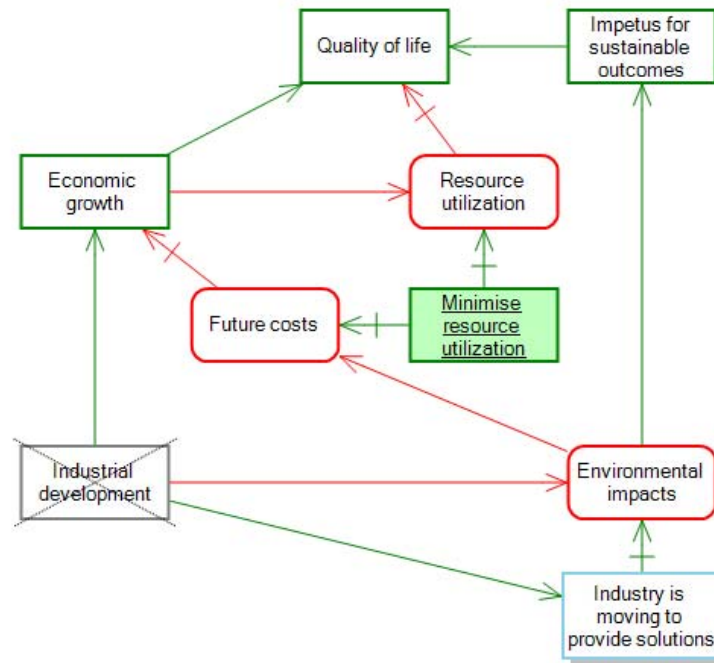 Quality of life
Impetus for
sustainable
outcomes
Economic
growth
Resource
utilization
Future costs
Minimise
resource
utilization
Industrial
development
Environmental
impacts
Industry is
moving to
provide solutions